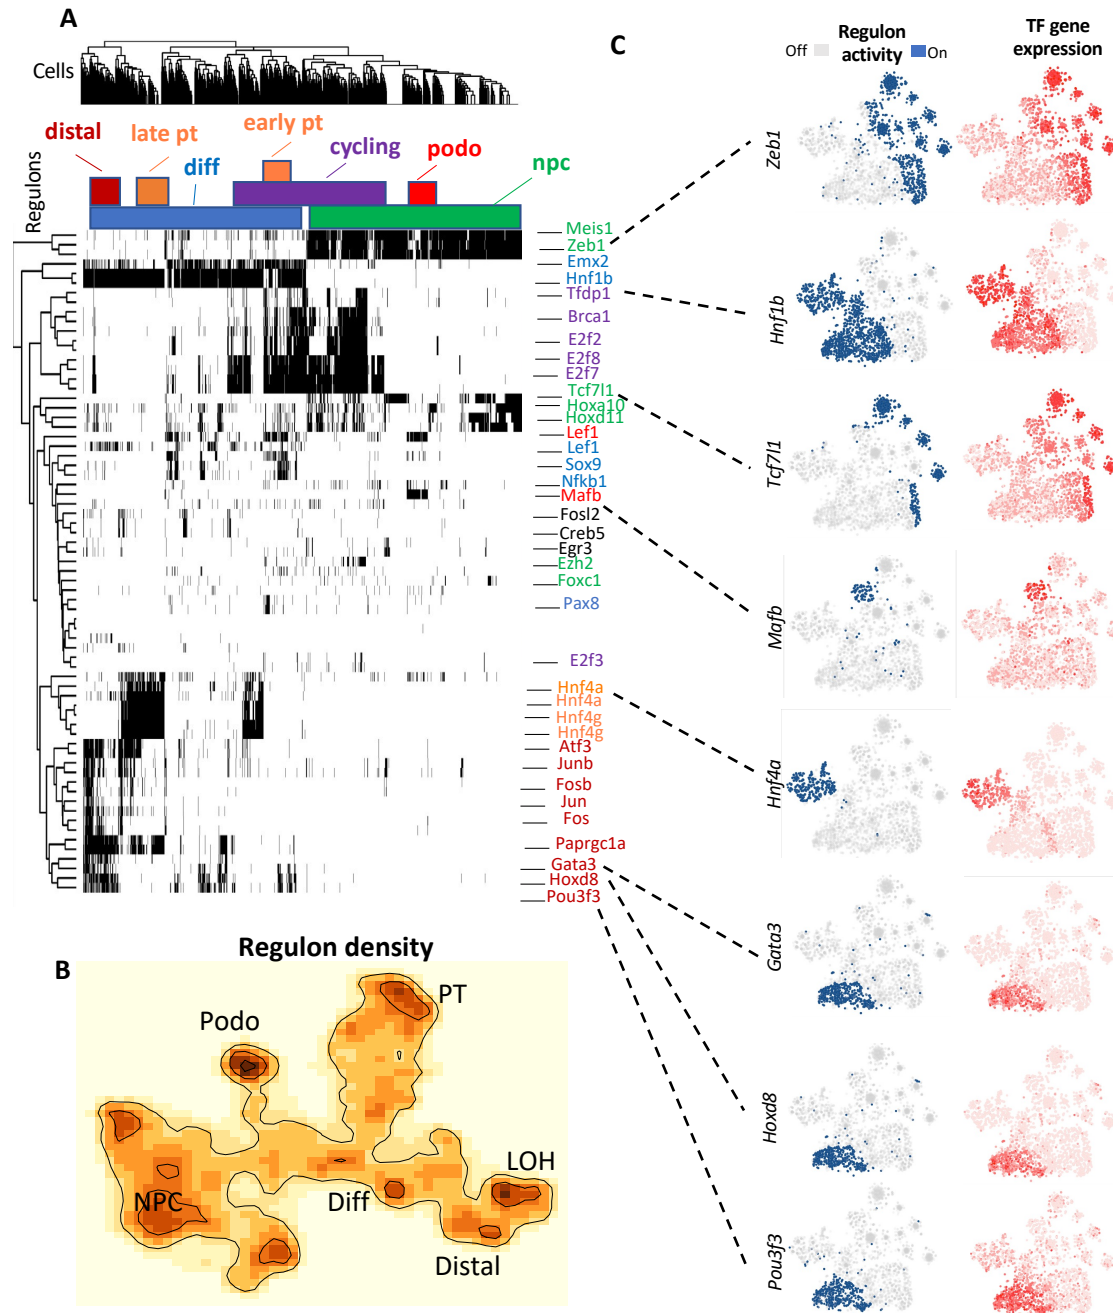 A
Cells
distal
late pt
diff
early pt
cycling
podo
npc
Regulons
Meis1
Zeb1
Emx2
Hnf1b
Tfdp1
Brca1
E2f2
E2f8
E2f7
Tcf7l1
Hoxa10
Hoxd11
Lef1
Lef1
Sox9
Nfkb1
Mafb
Fosl2
Creb5
Egr3
Ezh2
Foxc1
Pax8
E2f3
Hnf4a
Hnf4a
Hnf4g
Hnf4g
Atf3
Junb
Fosb
Jun
Fos
Paprgc1a
Gata3
Hoxd8
Pou3f3
B
Regulon density
Podo
PT
NPC
Diff
LOH
Distal
C
Off
Regulon
activity
On
TF gene
expression
Zeb1
Hnf1b
Tcf7l1
Mafb
Hnf4a
Gata3
Hoxd8
Pou3f3